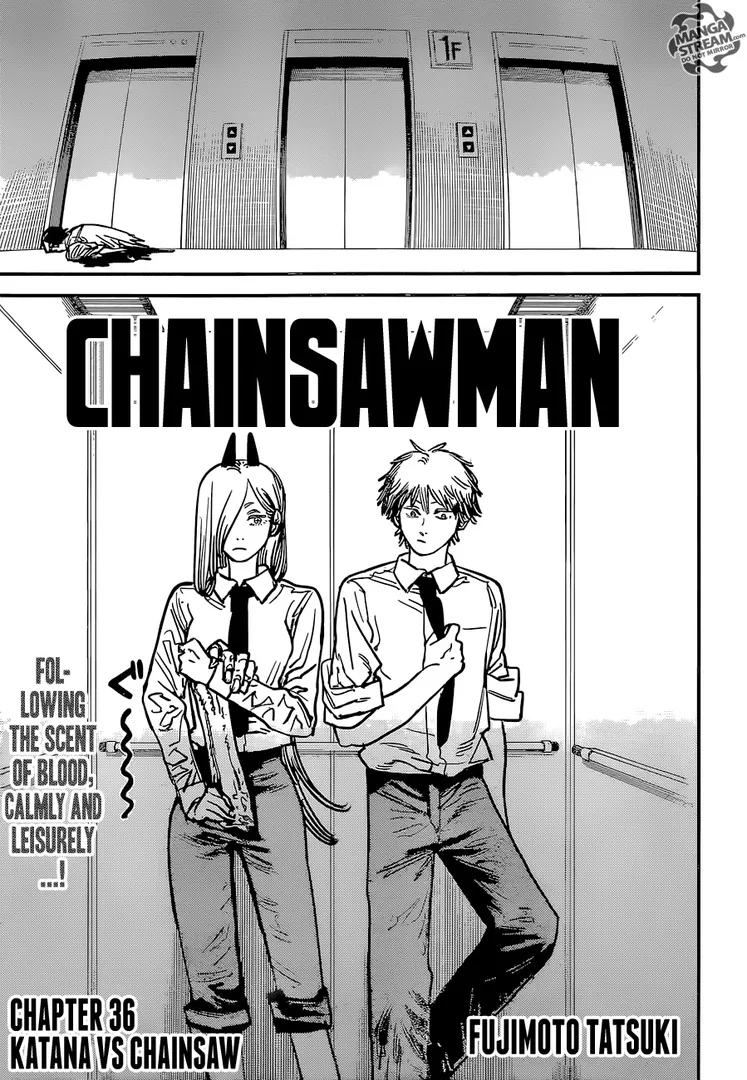 1F
MANGA
STREAM.com
DO NOT MIRROR
CHAINSAWMAN
FOL-
LOWING
THE SCENT
OF BLOOD,
CALMLY AND
LEISURELY
....!
CHAPTER 36
KATANA VS CHAINSAW
FUJIMOTO TATSUKI